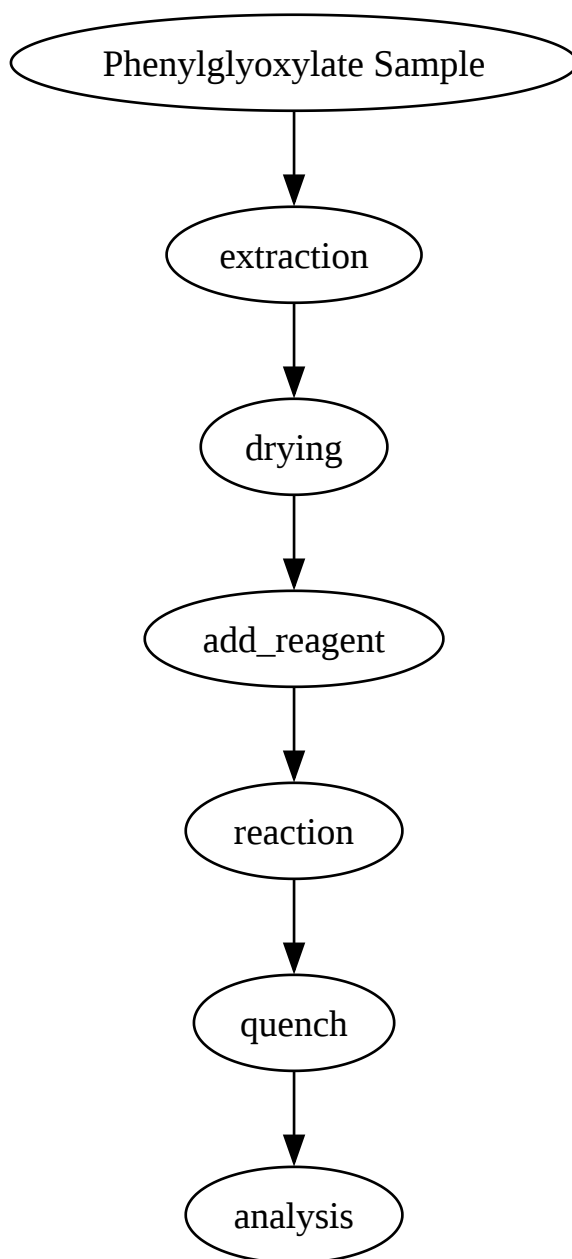 Phenylglyoxylate Sample
extraction
drying
add_reagent
reaction
quench
analysis